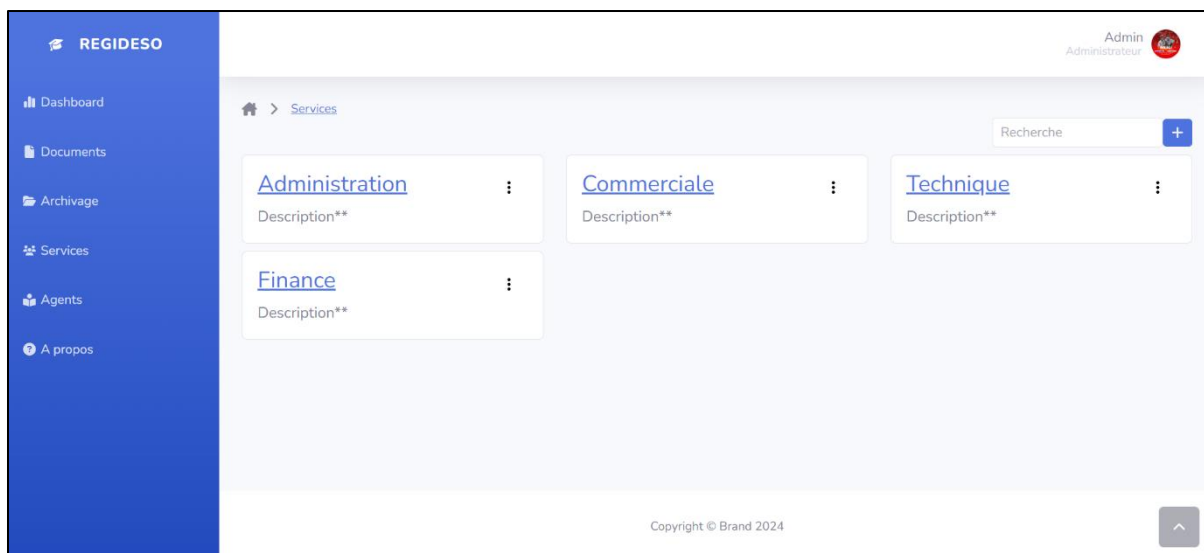 REGIDESO
Admin
Administrateur
Dashboard
Documents
Archivage
Services
Agents
A propos
Services
Recherche
+
Administration
Description**
Commerciale
Description**
Technique
Description**
Finance
Description**
Copyright © Brand 2024